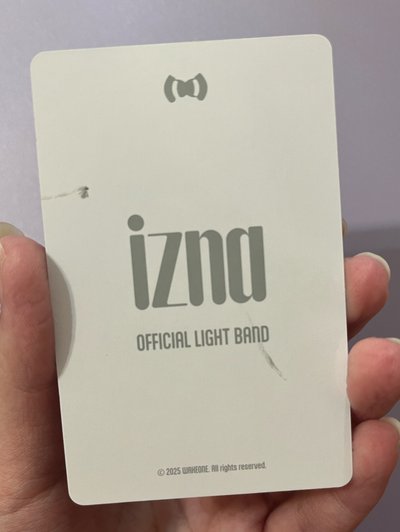 izna
OFFICIAL LIGHT BAND
© 2025 WAKEONE. All rights reserved.